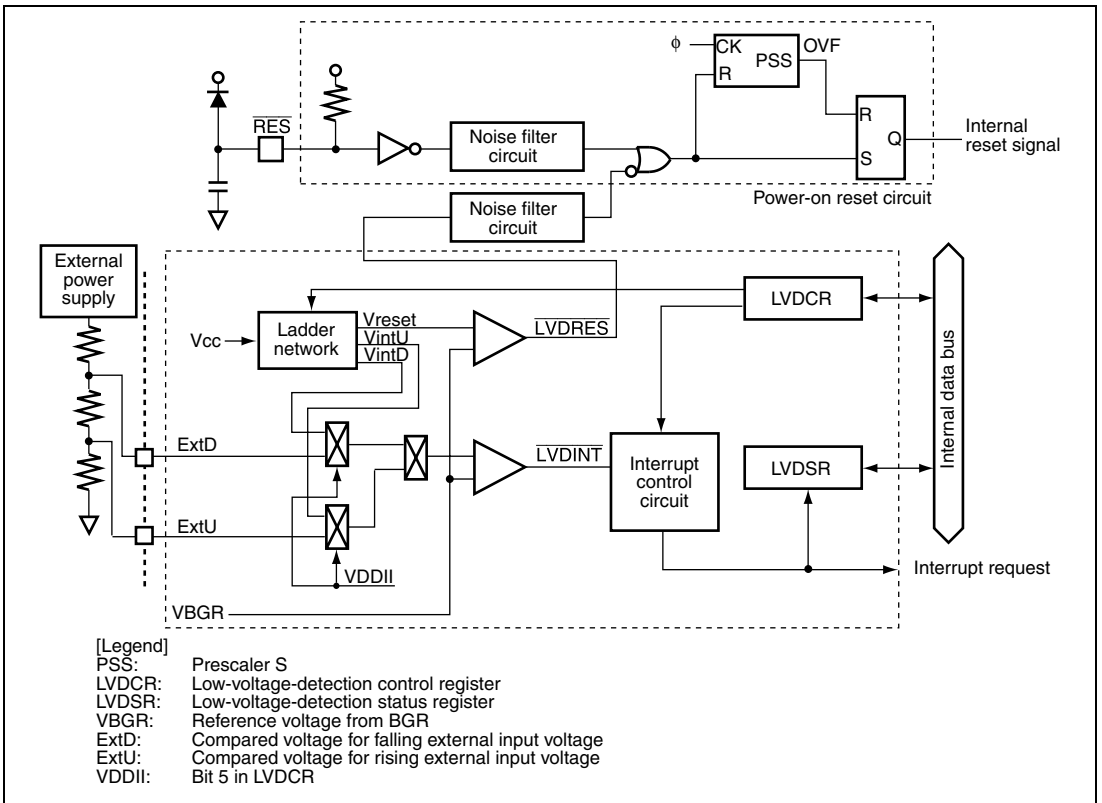 φ
CK
PSS
OVF
R
RES
Noise filter
circuit
R
Q
S
Internal
reset signal
Power-on reset circuit
Noise filter
circuit
External
power
supply
Vcc
Ladder
network
Vreset
VintU
VintD
LVDRES
LVDCR
ExtD
LVDINT
Interrupt
control
circuit
LVDSR
Internal data bus
ExtU
VDDII
Interrupt request
VBGR
[Legend]
PSS: Prescaler S
LVDCR: Low-voltage-detection control register
LVDSR: Low-voltage-detection status register
VBGR: Reference voltage from BGR
ExtD: Compared voltage for falling external input voltage
ExtU: Compared voltage for rising external input voltage
VDDII: Bit 5 in LVDCR